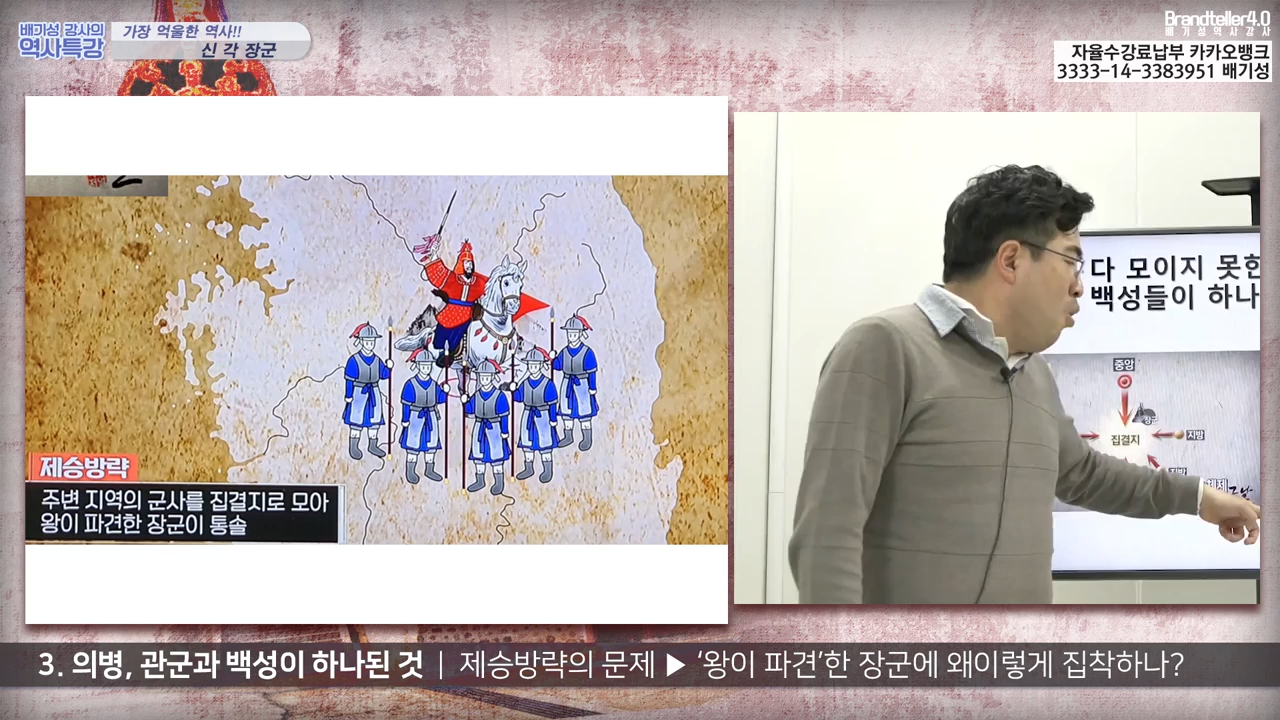 배기성 강사의
역사특강
가장 억울한 역사!!
신 각 장군
Brandteller4.0
배기성역사강사
자율수강료납부 카카오뱅크
3333-14-3383951 배기성
제승방략
주변 지역의 군사를 집결지로 모아
왕이 파견한 장군이 통솔
다 모이지 못한
백성들이 하나
중앙
장군
집결지
지방
지방
3. 의병, 관군과 백성이 하나된 것 | 제승방략의 문제 ▶ ‘왕이 파견’한 장군에 왜이렇게 집착하나?